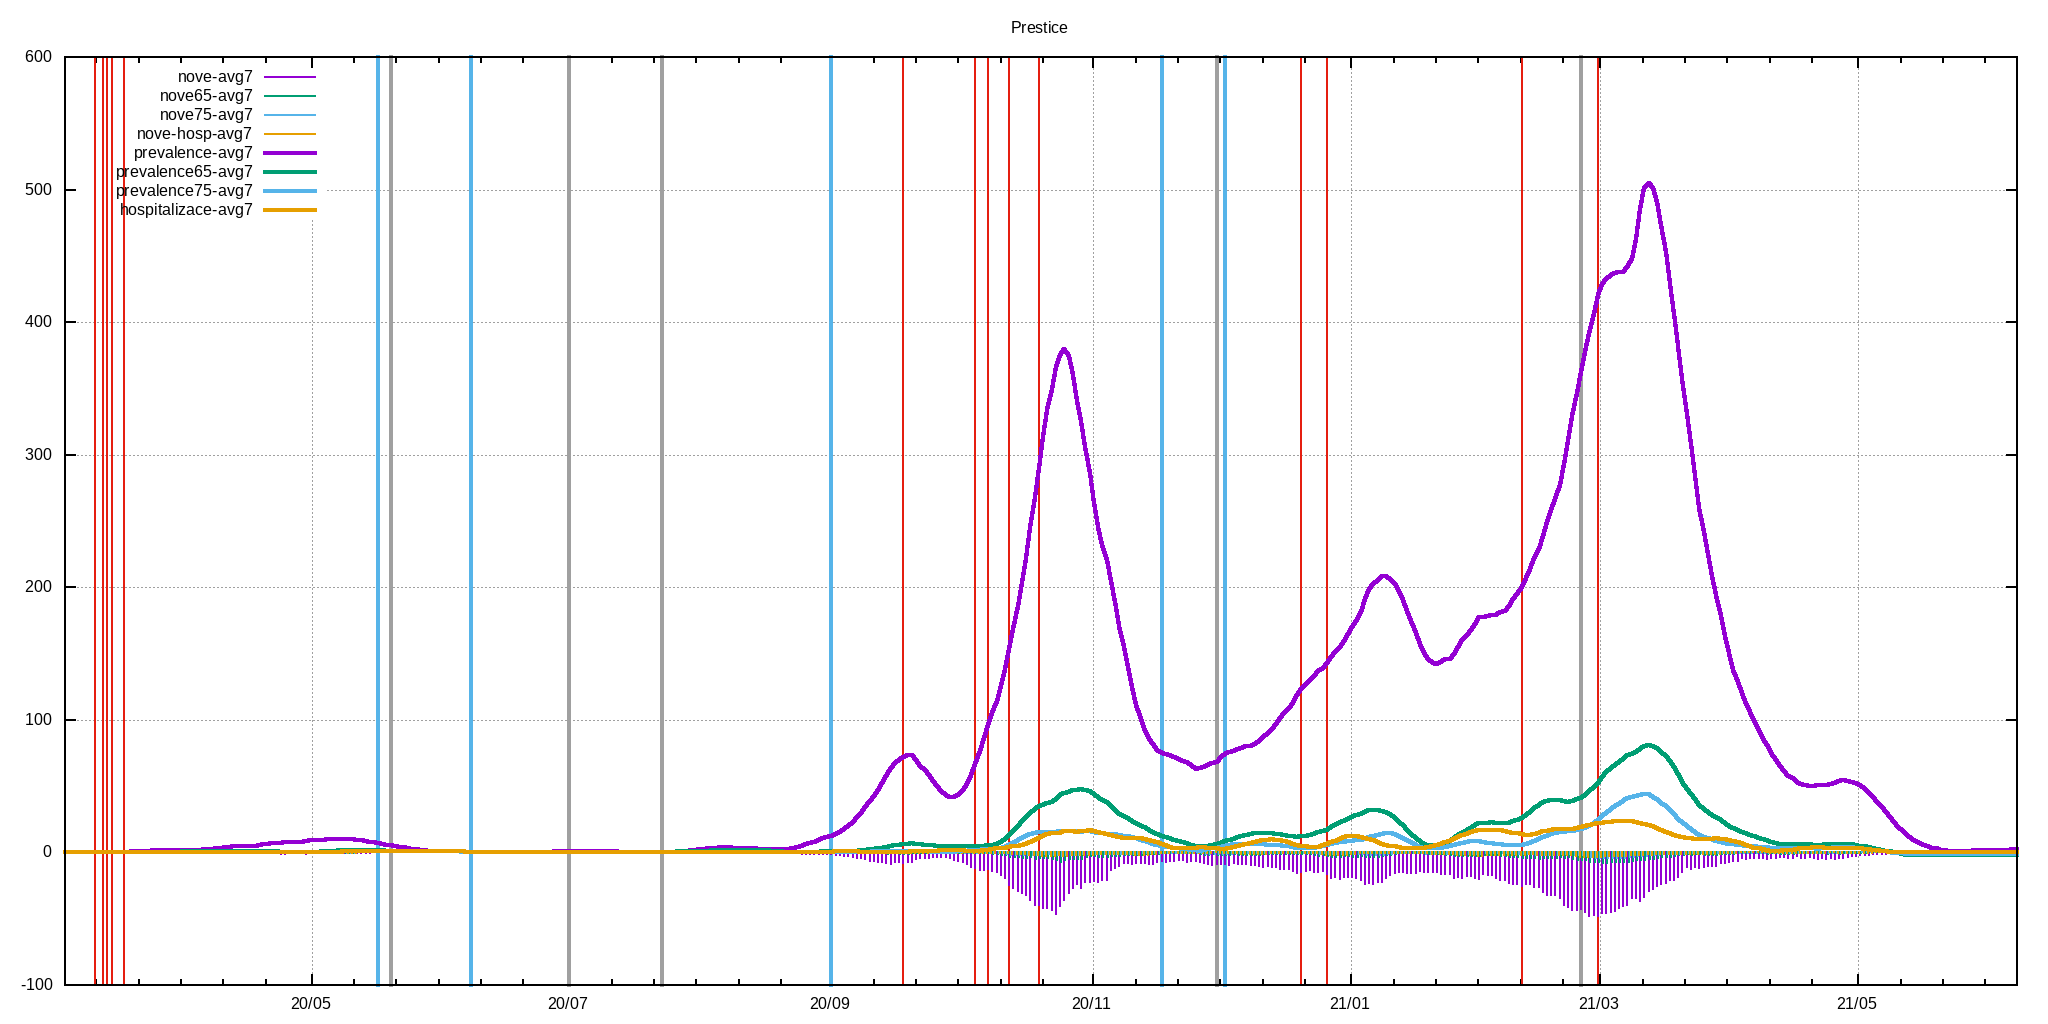 Prestice
600
nove-avg7
nove65-avg7
nove75-avg7
nove-hosp-avg7
prevalence-avg7
prevalence65-avg7
prevalence75-avg7
hospitalizace-avg7
500
400
300
200
100
0
-100
20/05
20/07
20/09
20/11
21/01
21/03
21/05